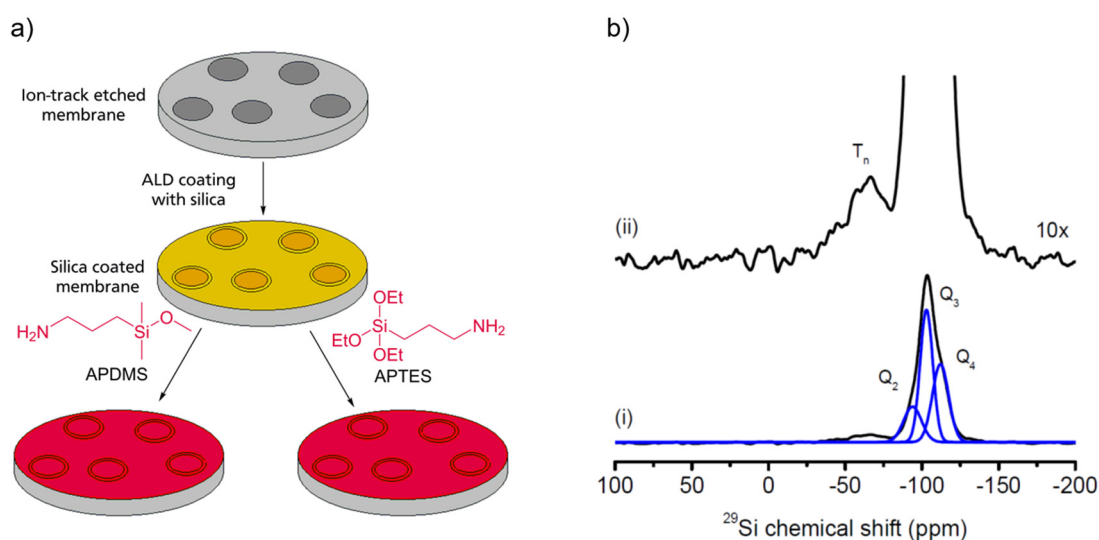 a)
Ion-track etched
membrane
ALD coating
with silica
Silica coated
membrane
H2N
Si
O
APDMS
OEt
EtO
Si
OEt
NH2
APTES
b)
Tn
(ii)
10x
Q3
Q4
Q2
(i)
100 50 0 -50 -100 -150 -200
29Si chemical shift (ppm)